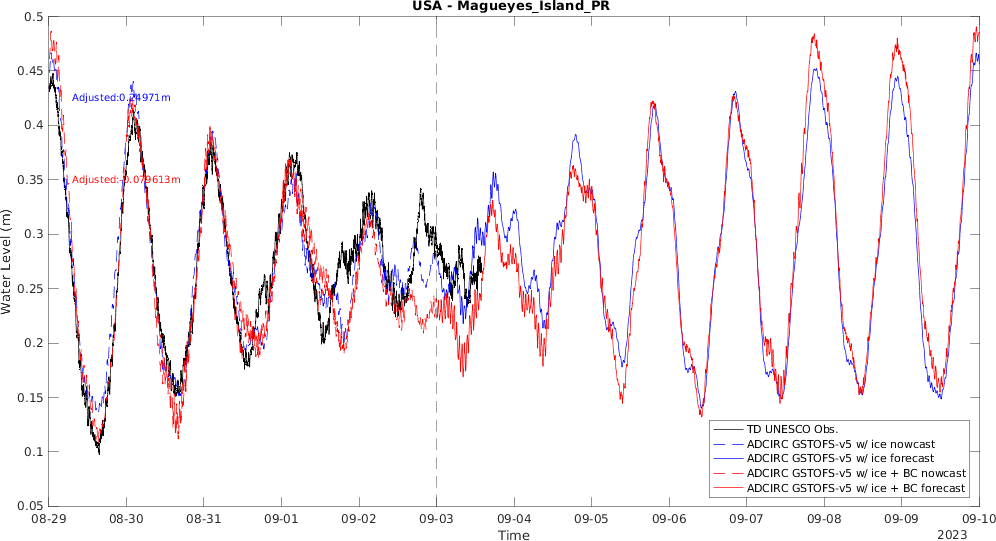 USA - Magueyes_Island_PR
0.5
0.45
0.4
0.35
0.3
0.25
0.2
0.15
0.1
0.05
Water Level (m)
Adjusted:0.24971m
Adjusted:-0.079613m
TD UNESCO Obs.
ADCIRC GSTOFS-v5 w/ ice nowcast
ADCIRC GSTOFS-v5 w/ ice forecast
ADCIRC GSTOFS-v5 w/ ice + BC nowcast
ADCIRC GSTOFS-v5 w/ ice + BC forecast
08-29 08-30 08-31 09-01 09-02 09-03 09-04 09-05 09-06 09-07 09-08 09-09 09-10
Time
2023